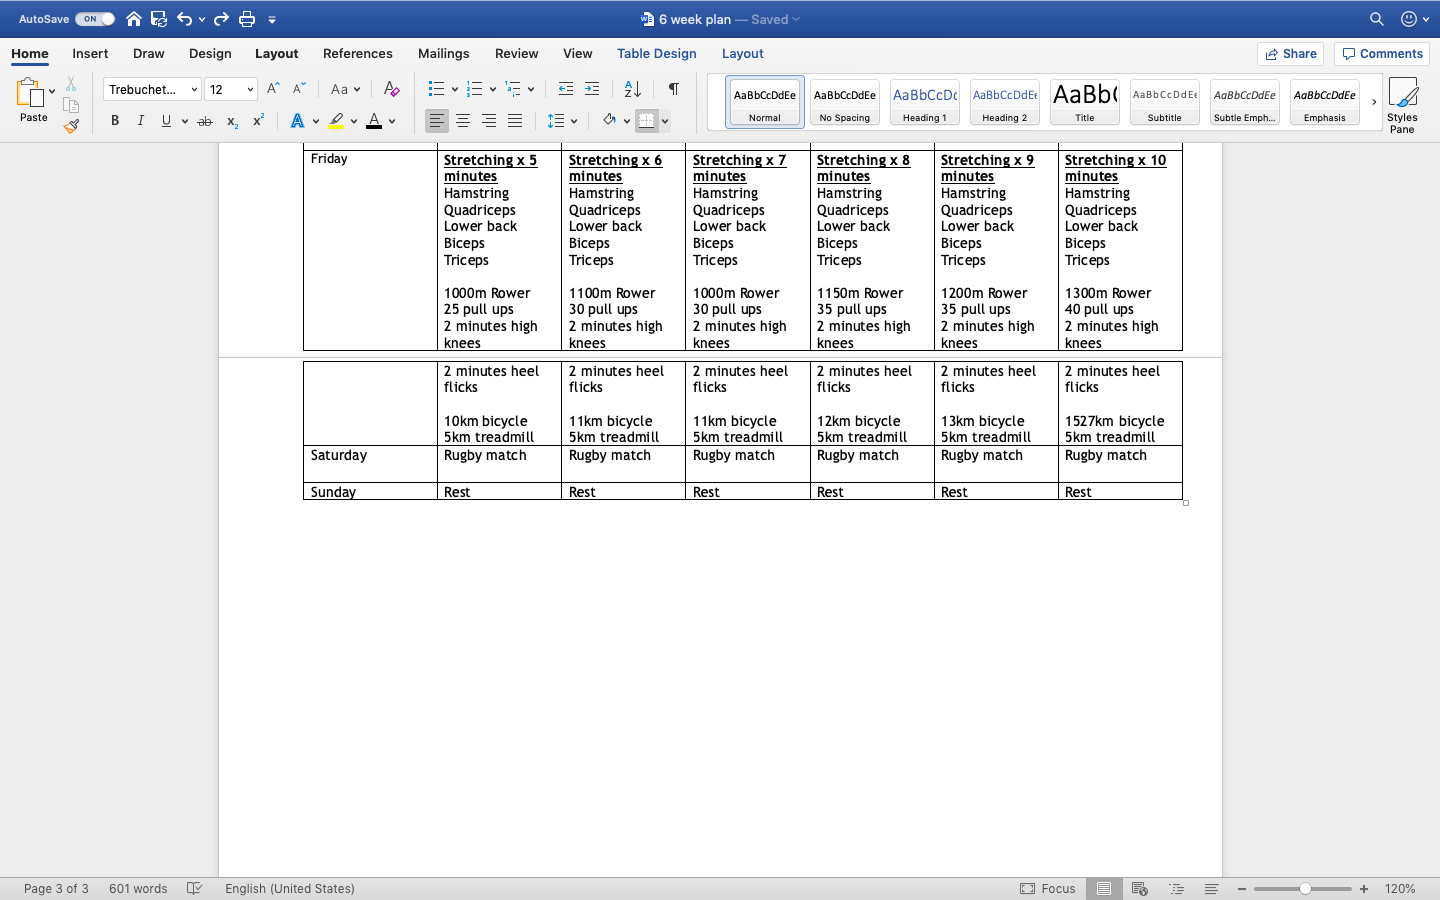 AutoSave ON 6 week plan — Saved
Home Insert Draw Design Layout References Mailings Review View Table Design Layout Share Comments
Paste Trebuchet... 12 Aa AaBbCcDdEe AaBbCcDdEe AaBbCcDc AaBbCcDdEe AaBb( AaBbCcDdEe AaBbCcDdEe AaBbCcDdEe Styles
B I U ab x₂ x² A A Normal No Spacing Heading 1 Heading 2 Title Subtitle Subtle Emph... Emphasis Pane
Friday Stretching x 5 Stretching x 6 Stretching x 7 Stretching x 8 Stretching x 9 Stretching x 10
minutes minutes minutes minutes minutes minutes
Hamstring Hamstring Hamstring Hamstring Hamstring Hamstring
Quadriceps Quadriceps Quadriceps Quadriceps Quadriceps Quadriceps
Lower back Lower back Lower back Lower back Lower back Lower back
Biceps Biceps Biceps Biceps Biceps Biceps
Triceps Triceps Triceps Triceps Triceps Triceps
1000m Rower 1100m Rower 1000m Rower 1150m Rower 1200m Rower 1300m Rower
25 pull ups 30 pull ups 30 pull ups 35 pull ups 35 pull ups 40 pull ups
2 minutes high 2 minutes high 2 minutes high 2 minutes high 2 minutes high 2 minutes high
knees knees knees knees knees knees
2 minutes heel 2 minutes heel 2 minutes heel 2 minutes heel 2 minutes heel 2 minutes heel
flicks flicks flicks flicks flicks flicks
10km bicycle 11km bicycle 11km bicycle 12km bicycle 13km bicycle 1527km bicycle
5km treadmill 5km treadmill 5km treadmill 5km treadmill 5km treadmill 5km treadmill
Saturday Rugby match Rugby match Rugby match Rugby match Rugby match Rugby match
Sunday Rest Rest Rest Rest Rest Rest
Page 3 of 3 601 words English (United States) Focus 120%